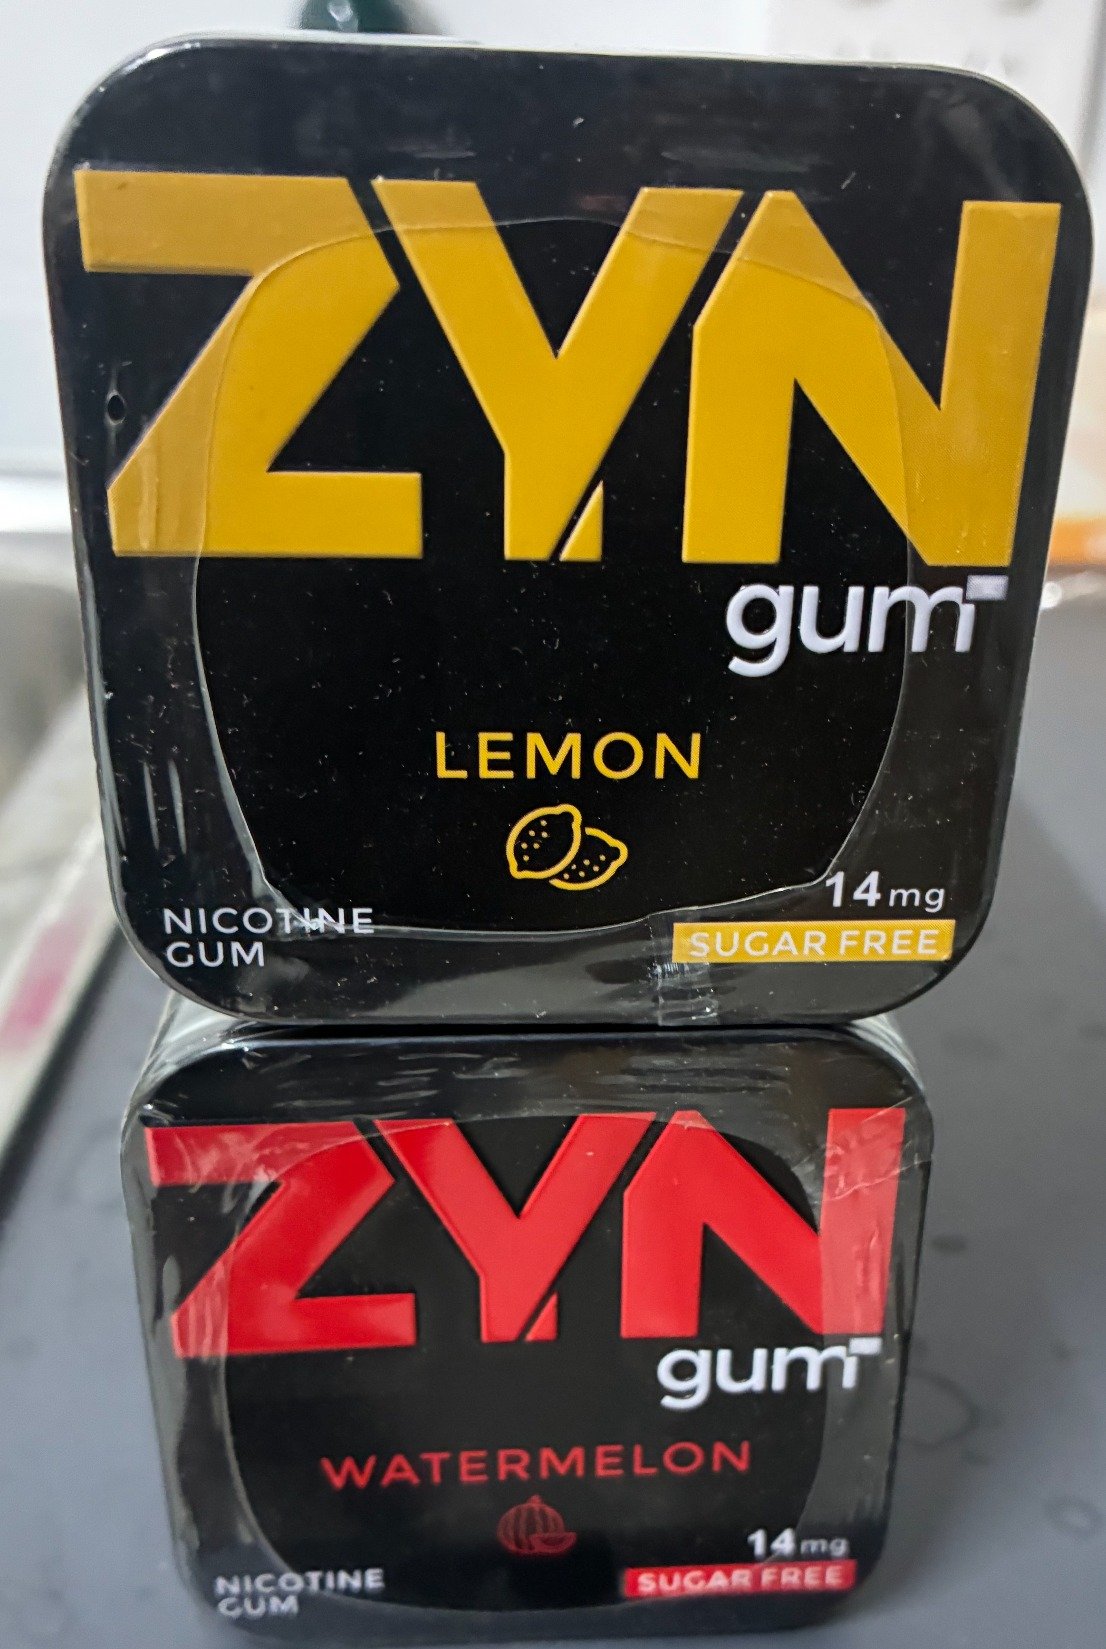 ZYN
gum
LEMON
14mg
NICOTINE
GUM
SUGAR FREE
ZYN
gum
WATERMELON
14mg
NICOTINE
GUM
SUGAR FREE